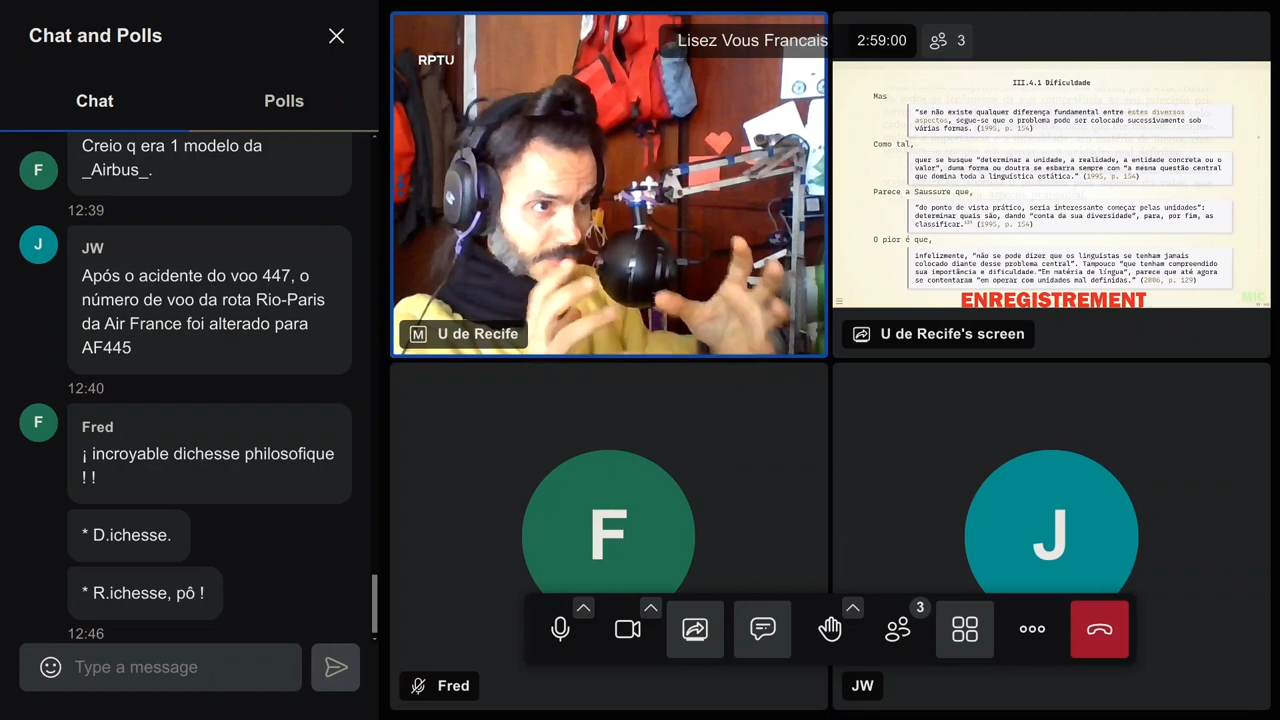 Chat and Polls
Chat
Polls
F
Creio q era 1 modelo da
_Airbus_.
12:39
J
JW
Após o acidente do voo 447, o
número de voo da rota Rio-Paris
da Air France foi alterado para
AF445
12:40
F
Fred
¡ incroyable dichesse philosofique
! !
* D.ichesse.
* R.ichesse, pô !
12:46
Type a message
RPTU
Lisez Vous Francais
2:59:00
3
M
U de Recife
III.4.1 Dificuldade
Mas
"se não existe qualquer diferença fundamental entre estes diversos
aspectos, segue-se que o problema pode ser colocado sucessivamente sob
várias formas. (1995, p. 154)
Como tal,
quer se busque "determinar a unidade, a realidade, a entidade concreta ou o
valor", duma forma ou doutra se esbarra sempre com "a mesma questão central
que domina toda a linguística estática." (1995, p. 154)
Parece a Saussure que,
"do ponto de vista prático, seria interessante começar pelas unidades":
determinar quais são, dando "conta da sua diversidade", para, por fim, as
classificar. (1995, p. 154)
O pior é que,
infelizmente, "não se pode dizer que os linguistas se tenham jamais
colocado diante desse problema central". Tampouco "que tenham compreendido
sua importância e dificuldade."Em matéria de língua", parece que até agora
se contentaram "en operar com unidades mal definidas." (2006, p. 129)
ENREGISTREMENT
MIC
U de Recife's screen
F
J
3
Fred
JW